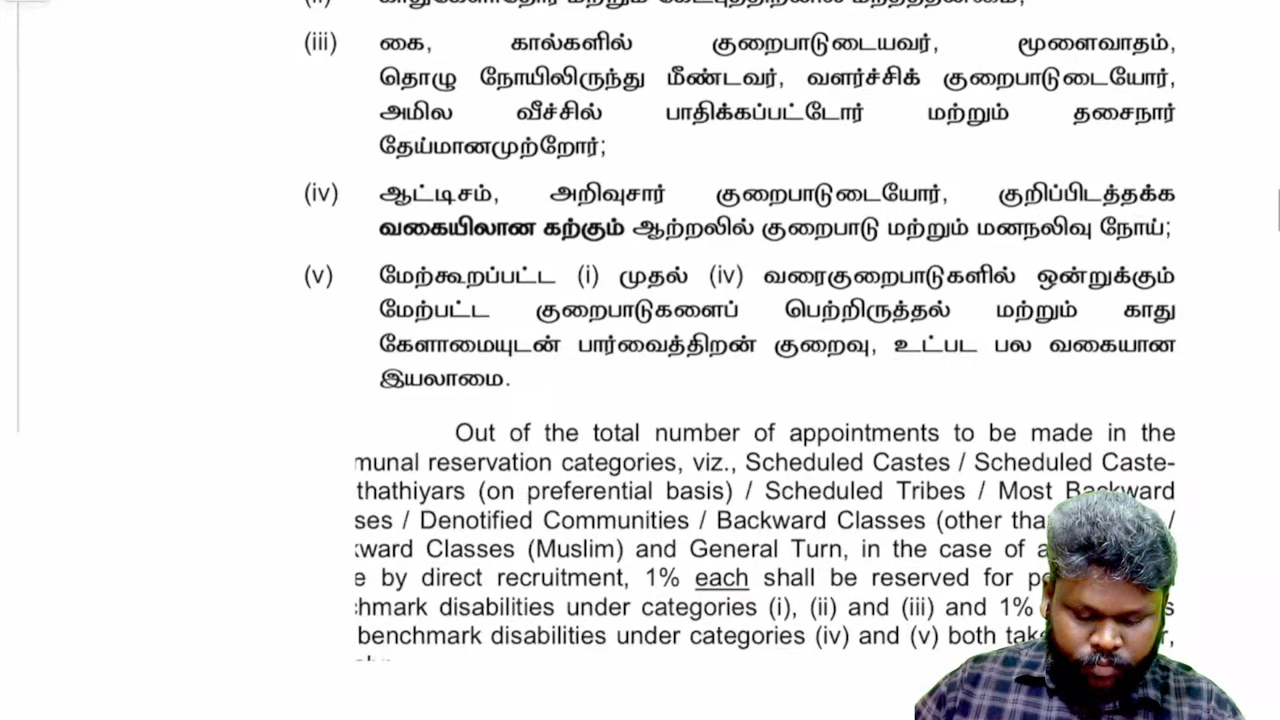 (iii) கை, கால்களில் குறைபாடுடையவர், மூளைவாதம்,
தொழு நோயிலிருந்து மீண்டவர், வளர்ச்சிக் குறைபாடுடையோர்,
அமில வீச்சில் பாதிக்கப்பட்டோர் மற்றும் தசைநார்
தேய்மானமுற்றோர்;
(iv) ஆட்டிசம், அறிவுசார் குறைபாடுடையோர், குறிப்பிடத்தக்க
வகையிலான கற்கும் ஆற்றலில் குறைபாடு மற்றும் மனநலிவு நோய்;
(v) மேற்கூறப்பட்ட (i) முதல் (iv) வரைகுறைபாடுகளில் ஒன்றுக்கும்
மேற்பட்ட குறைபாடுகளைப் பெற்றிருத்தல் மற்றும் காது
கேளாமையுடன் பார்வைத்திறன் குறைவு, உட்பட பல வகையான
இயலாமை.
Out of the total number of appointments to be made in the
munal reservation categories, viz., Scheduled Castes / Scheduled Caste-
thathiyars (on preferential basis) / Scheduled Tribes / Most Backward
ses / Denotified Communities / Backward Classes (other tha /
kward Classes (Muslim) and General Turn, in the case of a
e by direct recruitment, 1% each shall be reserved for pe
chmark disabilities under categories (i), (ii) and (iii) and 1% s
benchmark disabilities under categories (iv) and (v) both tak r,